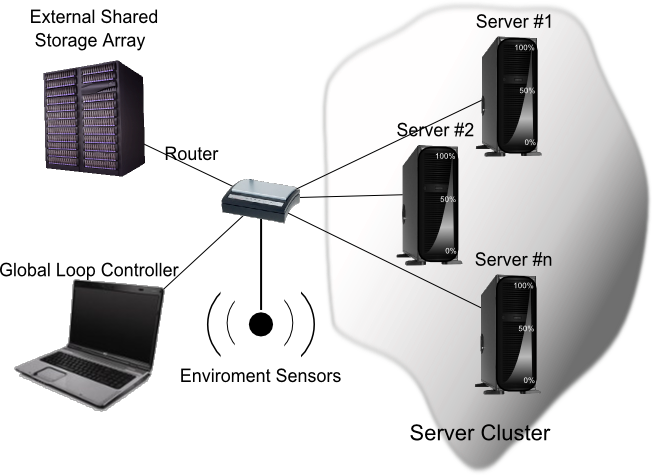 External Shared
Storage Array
Server #1
100%
50%
0%
Router
Server #2
100%
50%
0%
Global Loop Controller
Server #n
100%
50%
0%
Enviroment Sensors
Server Cluster